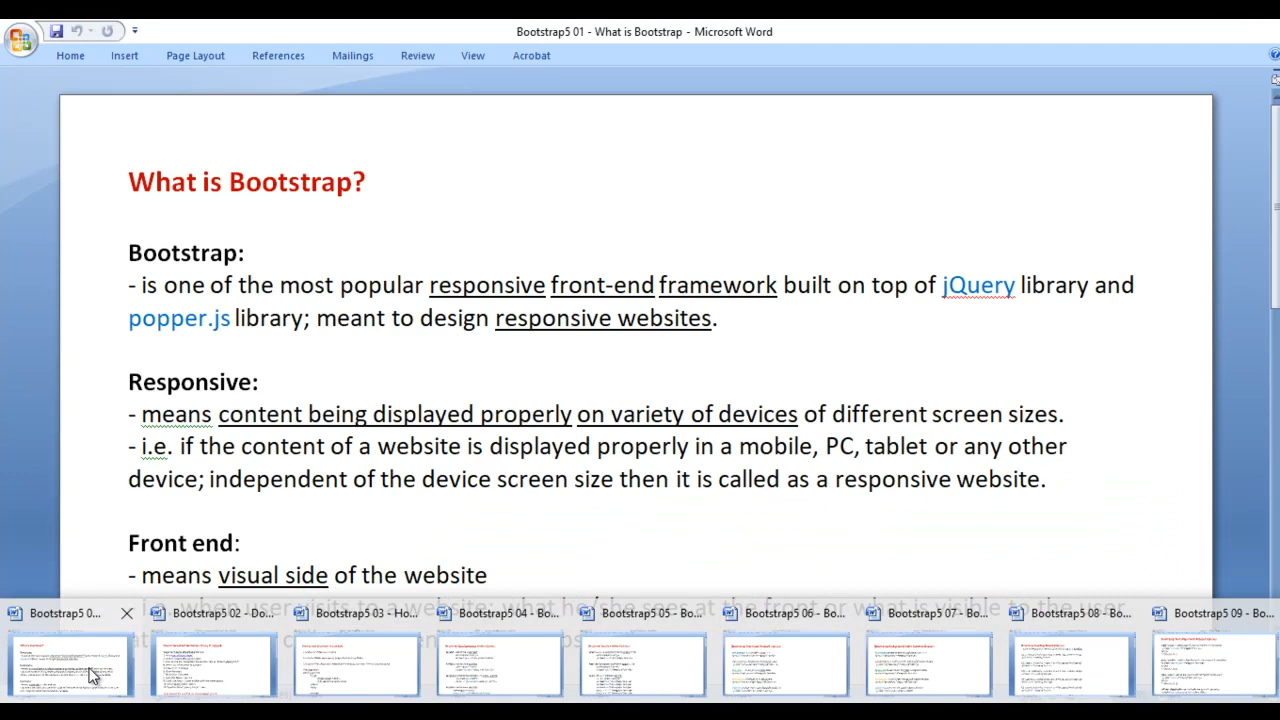 Bootstrap5 01 - What is Bootstrap - Microsoft Word
Home Insert Page Layout References Mailings Review View Acrobat
What is Bootstrap?
Bootstrap:
- is one of the most popular responsive front-end framework built on top of jQuery library and
popper.js library; meant to design responsive websites.
Responsive:
- means content being displayed properly on variety of devices of different screen sizes.
- i.e. if the content of a website is displayed properly in a mobile, PC, tablet or any other
device; independent of the device screen size then it is called as a responsive website.
Front end:
- means visual side of the website
Bootstrap5 0... Bootstrap5 02 - Do... Bootstrap5 03 - Ho... Bootstrap5 04 - Bo... Bootstrap5 05 - Bo... Bootstrap5 06 - Bo... Bootstrap5 07 - Bo... Bootstrap5 08 - Bo... Bootstrap5 09 - Bo...